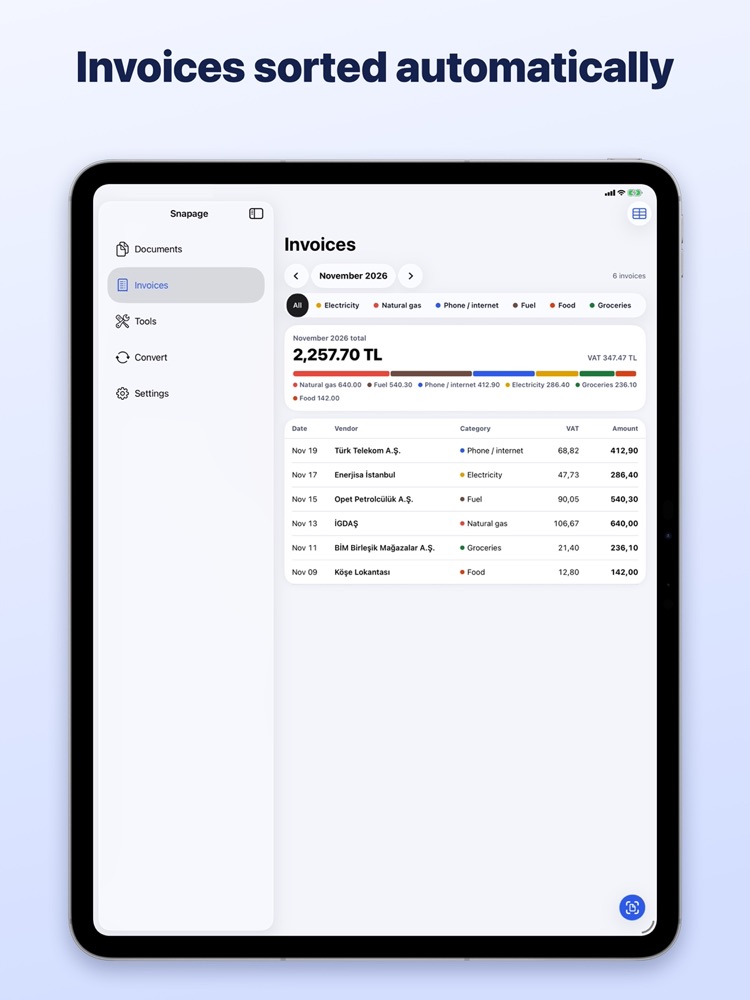 Invoices sorted automatically
Snapage
Documents
Invoices
Tools
Convert
Settings
Invoices
November 2026
6 invoices
All Electricity Natural gas Phone / internet Fuel Food Groceries
November 2026 total
2,257.70 TL VAT 347.47 TL
Natural gas 640.00 Fuel 540.30 Phone / internet 412.90 Electricity 286.40 Groceries 236.10
Food 142.00
Date Vendor Category VAT Amount
Nov 19 Türk Telekom A.Ş. Phone / internet 68,82 412,90
Nov 17 Enerjisa İstanbul Electricity 47,73 286,40
Nov 15 Opet Petrolcülük A.Ş. Fuel 90,05 540,30
Nov 13 İGDAŞ Natural gas 106,67 640,00
Nov 11 BİM Birleşik Mağazalar A.Ş. Groceries 21,40 236,10
Nov 09 Köşe Lokantası Food 12,80 142,00